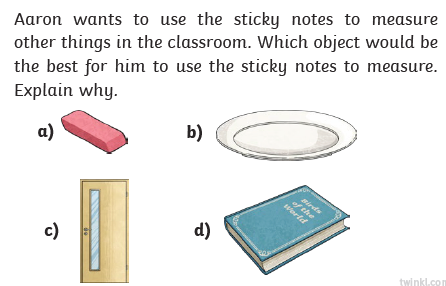 Aaron wants to use the sticky notes to measure
other things in the classroom. Which object would be
the best for him to use the sticky notes to measure.
Explain why.
a)
b)
c)
d)
Birds
of the
World
twinkl.com